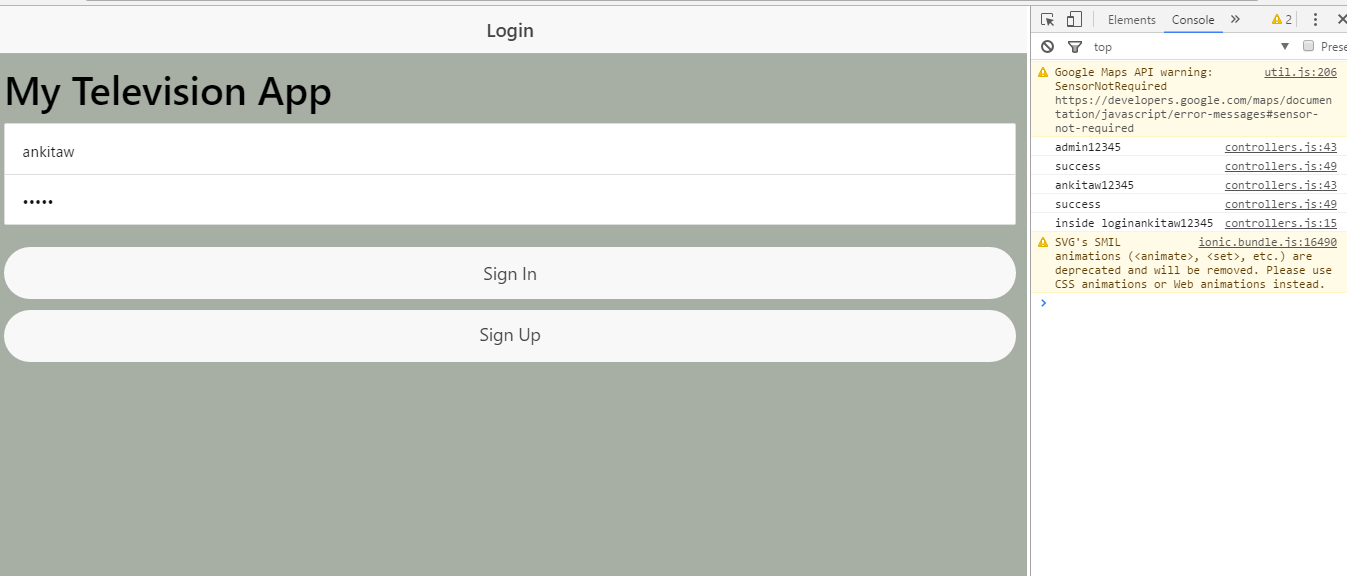 Login
My Television App
ankitaw
•••••
Sign In
Sign Up
Elements Console » 2
top ▼ Prese
Google Maps API warning: util.js:206
SensorNotRequired
https://developers.google.com/maps/documen
tation/javascript/error-messages#sensor-
not-required
admin12345 controllers.js:43
success controllers.js:49
ankitaw12345 controllers.js:43
success controllers.js:49
inside loginankitaw12345 controllers.js:15
SVG's SMIL ionic.bundle.js:16490
animations (<animate>, <set>, etc.) are
deprecated and will be removed. Please use
CSS animations or Web animations instead.